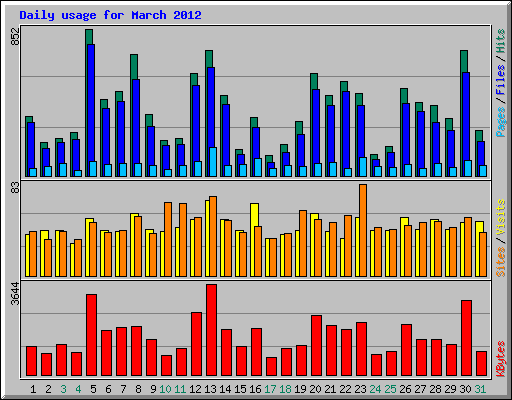 Daily usage for March 2012
852
Pages / Files / Hits
83
Sites / Visits
3644
KBytes
1 2 3 4 5 6 7 8 9 10 11 12 13 14 15 16 17 18 19 20 21 22 23 24 25 26 27 28 29 30 31